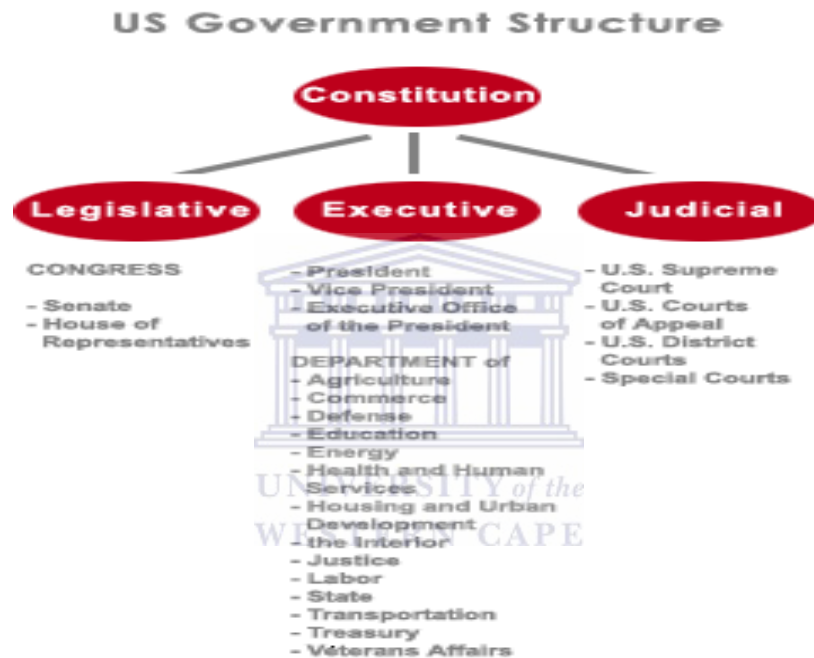 US Government Structure
Constitution
Legislative
Executive
Judicial
CONGRESS
- Senate
- House of
Representatives
- President
- Vice President
- Executive Office
of the President
DEPARTMENT of
- Agriculture
- Commerce
- Defense
- Education
- Energy
- Health and Human
Services
- Housing and Urban
Development
- the Interior
- Justice
- Labor
- State
- Transportation
- Treasury
- Veterans Affairs
- U.S. Supreme
Court
- U.S. Courts
of Appeal
- U.S. District
Courts
- Special Courts
UNIVERSITY of the
WESTERN CAPE